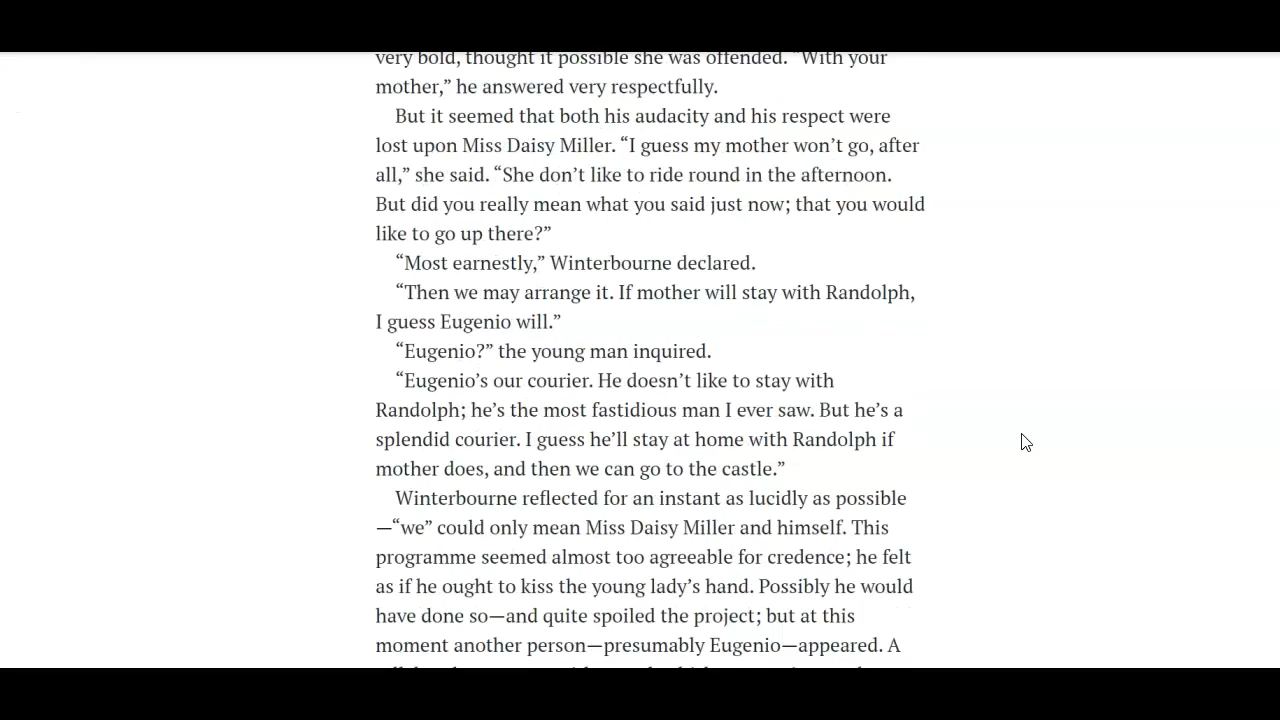 very bold, thought it possible she was offended. “With your
mother,” he answered very respectfully.
But it seemed that both his audacity and his respect were
lost upon Miss Daisy Miller. “I guess my mother won’t go, after
all,” she said. “She don’t like to ride round in the afternoon.
But did you really mean what you said just now; that you would
like to go up there?”
“Most earnestly,” Winterbourne declared.
“Then we may arrange it. If mother will stay with Randolph,
I guess Eugenio will.”
“Eugenio?” the young man inquired.
“Eugenio’s our courier. He doesn’t like to stay with
Randolph; he’s the most fastidious man I ever saw. But he’s a
splendid courier. I guess he’ll stay at home with Randolph if
mother does, and then we can go to the castle.”
Winterbourne reflected for an instant as lucidly as possible
—“we” could only mean Miss Daisy Miller and himself. This
programme seemed almost too agreeable for credence; he felt
as if he ought to kiss the young lady’s hand. Possibly he would
have done so—and quite spoiled the project; but at this
moment another person—presumably Eugenio—appeared. A